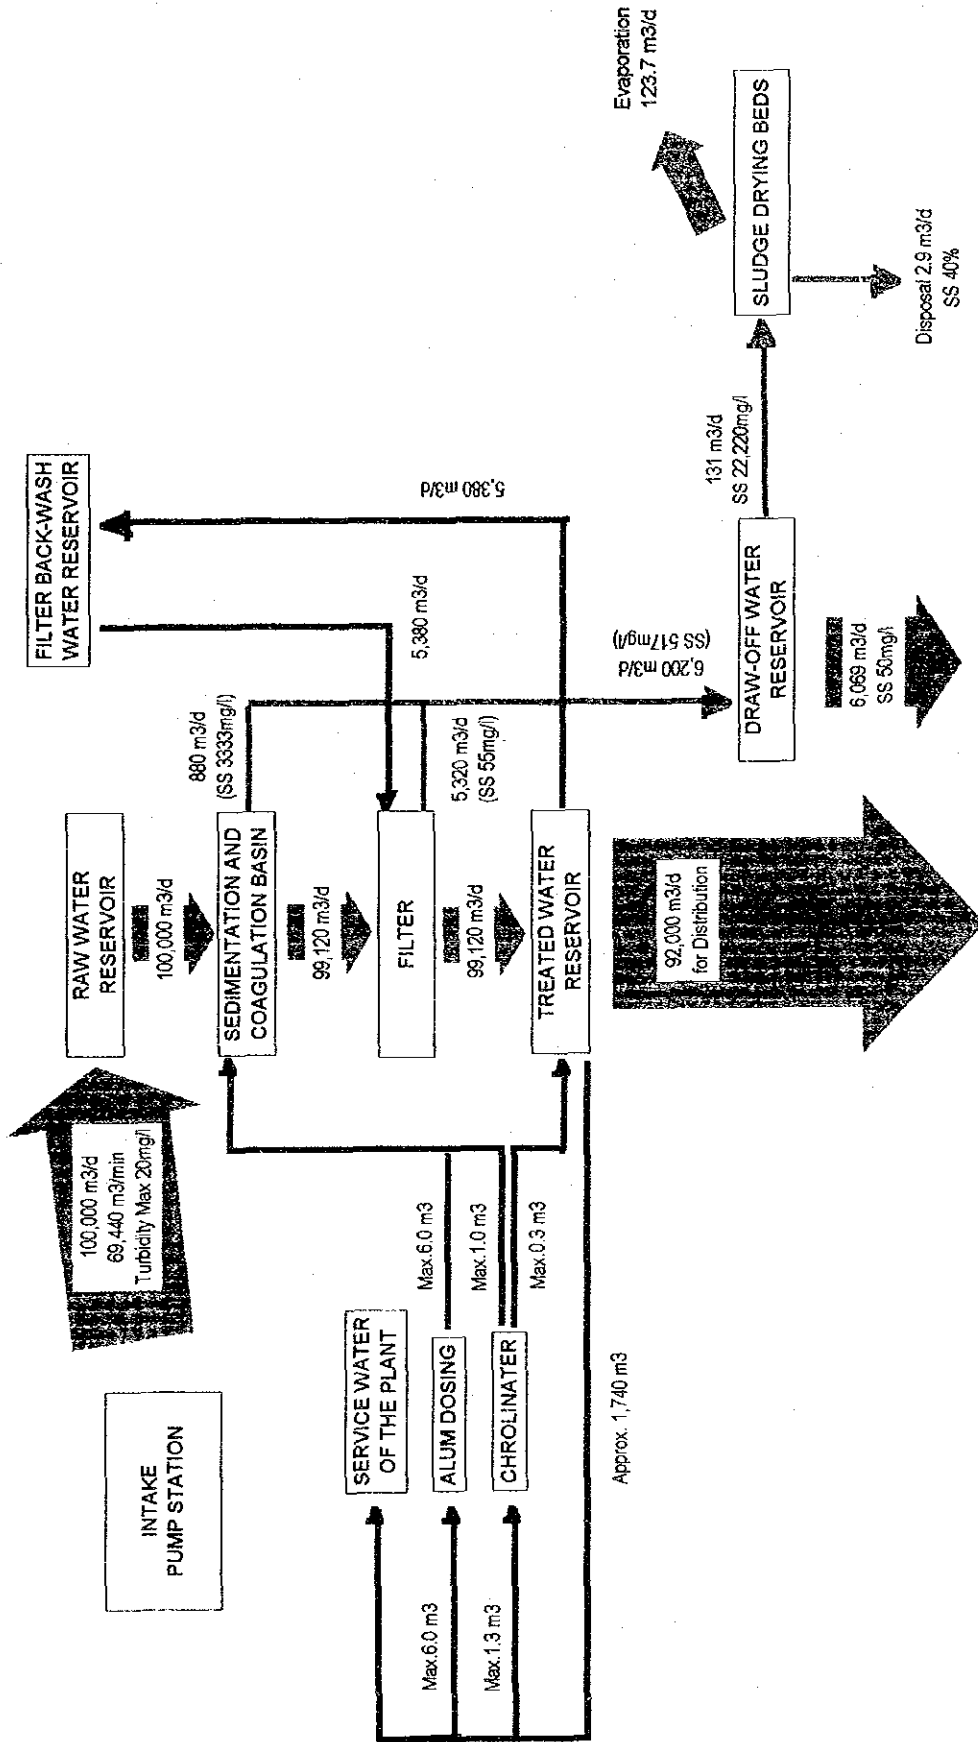 INTAKE
PUMP STATION
100,000 m3/d
69,440 m3/min
Turbidity Max 20mg/l
RAW WATER
RESERVOIR
100,000 m3/d
SEDIMENTATION AND
COAGULATION BASIN
99,120 m3/d
FILTER
99,120 m3/d
TREATED WATER
RESERVOIR
92,000 m3/d
for Distribution
FILTER BACK-WASH
WATER RESERVOIR
5,380 m3/d
5,380 m3/d
880 m3/d
(SS 3333mg/l)
5,320 m3/d
(SS 55mg/l)
6,200 m3/d
(SS 517mg/l)
DRAW-OFF WATER
RESERVOIR
6,069 m3/d
SS 50mg/l
131 m3/d
SS 22,220mg/l
SLUDGE DRYING BEDS
Evaporation
123.7 m3/d
Disposal 2.9 m3/d
SS 40%
SERVICE WATER
OF THE PLANT
ALUM DOSING
CHROLINATER
Max.6.0 m3
Max.1.0 m3
Max.0.3 m3
Max.6.0 m3
Max.1.3 m3
Approx. 1,740 m3